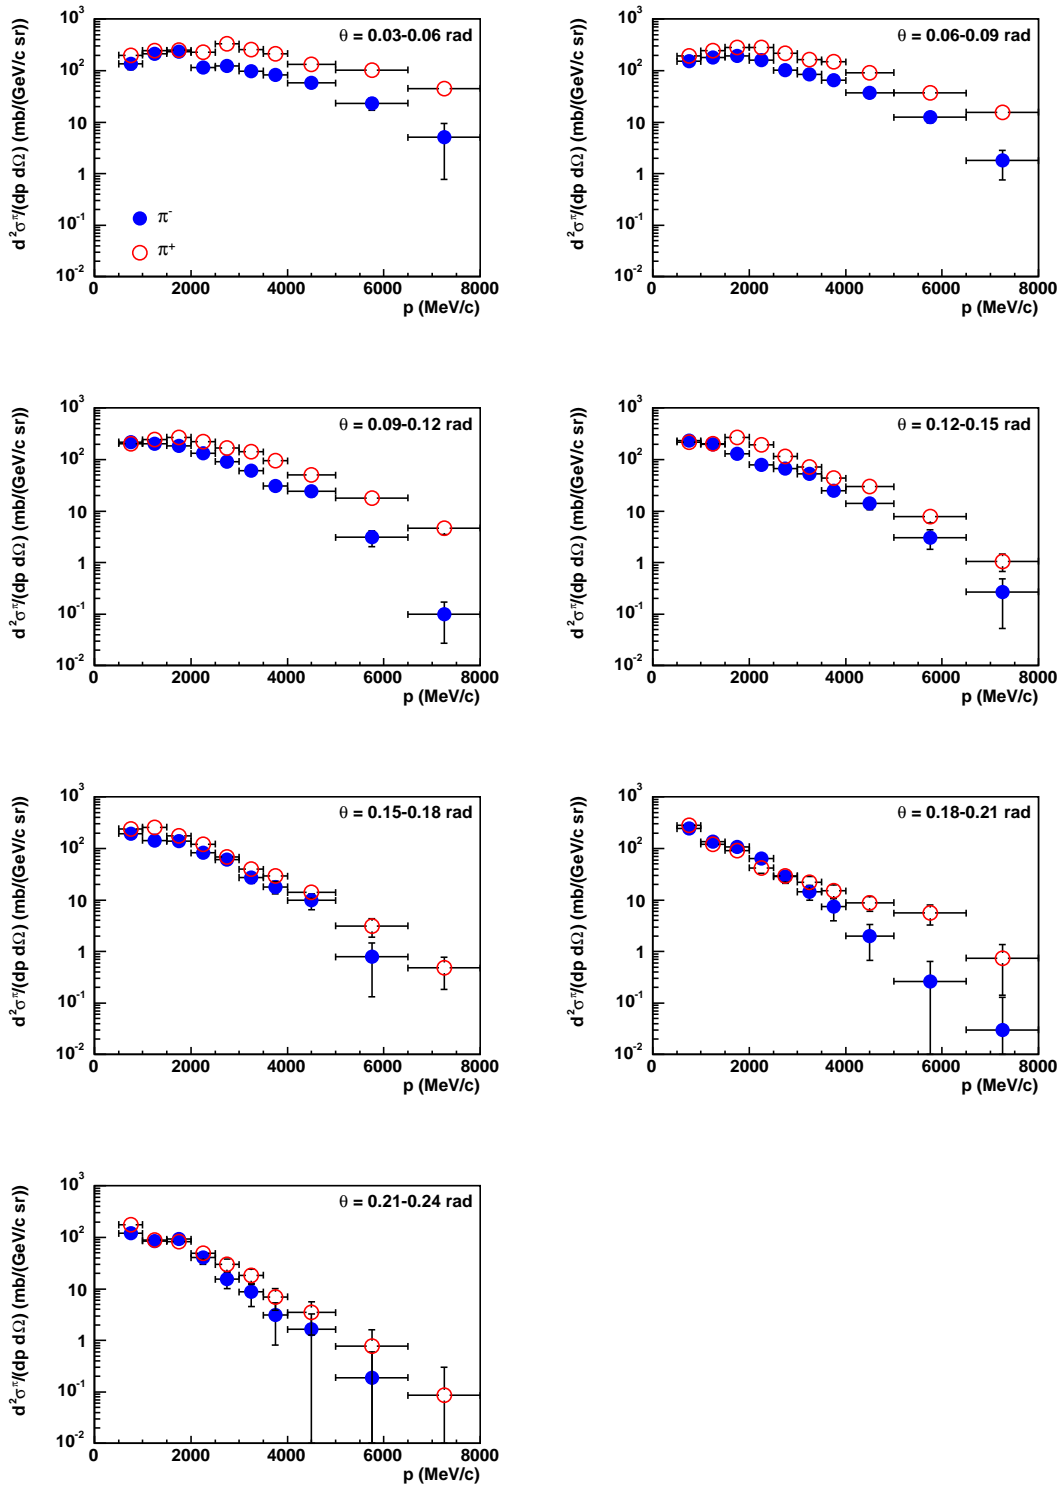 d²σ^π/(dp dΩ) (mb/(GeV/c sr))
10³
10²
10
1
10⁻¹
10⁻²
θ = 0.03-0.06 rad
π⁻
π⁺
0 2000 4000 6000 8000
p (MeV/c)
d²σ^π/(dp dΩ) (mb/(GeV/c sr))
10³
10²
10
1
10⁻¹
10⁻²
θ = 0.06-0.09 rad
0 2000 4000 6000 8000
p (MeV/c)
d²σ^π/(dp dΩ) (mb/(GeV/c sr))
10³
10²
10
1
10⁻¹
10⁻²
θ = 0.09-0.12 rad
0 2000 4000 6000 8000
p (MeV/c)
d²σ^π/(dp dΩ) (mb/(GeV/c sr))
10³
10²
10
1
10⁻¹
10⁻²
θ = 0.12-0.15 rad
0 2000 4000 6000 8000
p (MeV/c)
d²σ^π/(dp dΩ) (mb/(GeV/c sr))
10³
10²
10
1
10⁻¹
10⁻²
θ = 0.15-0.18 rad
0 2000 4000 6000 8000
p (MeV/c)
d²σ^π/(dp dΩ) (mb/(GeV/c sr))
10³
10²
10
1
10⁻¹
10⁻²
θ = 0.18-0.21 rad
0 2000 4000 6000 8000
p (MeV/c)
d²σ^π/(dp dΩ) (mb/(GeV/c sr))
10³
10²
10
1
10⁻¹
10⁻²
θ = 0.21-0.24 rad
0 2000 4000 6000 8000
p (MeV/c)